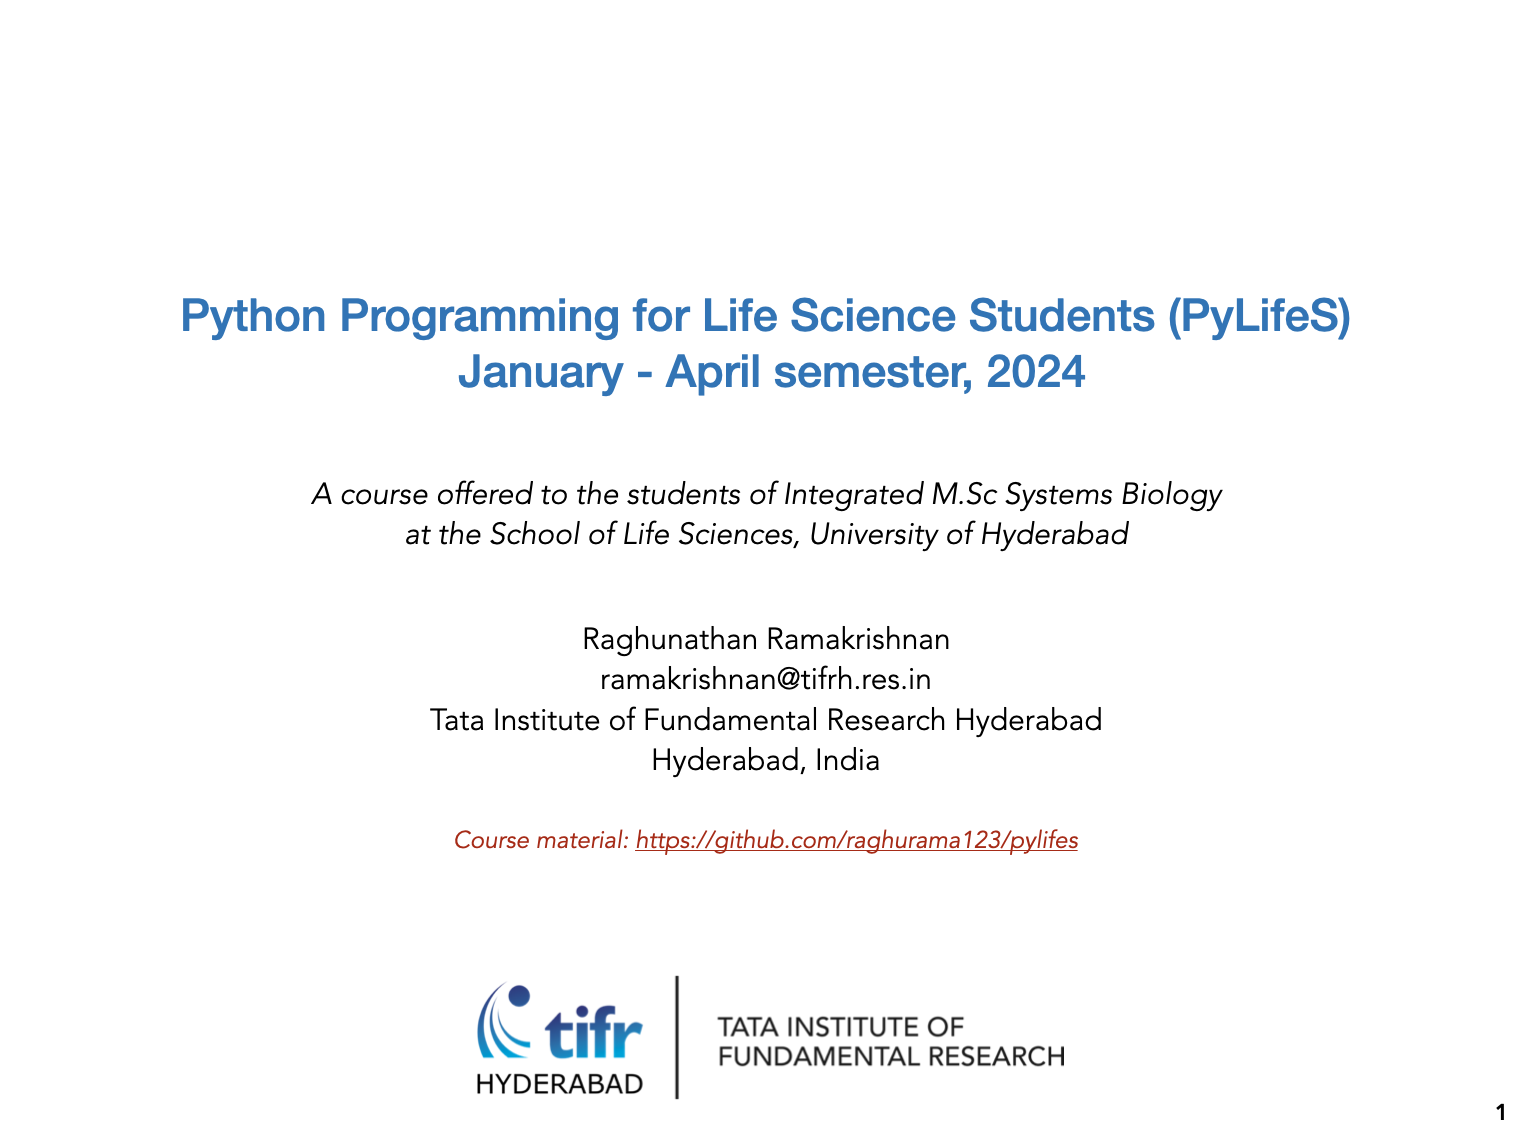 Python Programming for Life Science Students (PyLifeS)
January - April semester, 2024
A course offered to the students of Integrated M.Sc Systems Biology
at the School of Life Sciences, University of Hyderabad
Raghunathan Ramakrishnan
ramakrishnan@tifrh.res.in
Tata Institute of Fundamental Research Hyderabad
Hyderabad, India
Course material: https://github.com/raghurama123/pylifes
tifr
HYDERABAD
TATA INSTITUTE OF
FUNDAMENTAL RESEARCH
1